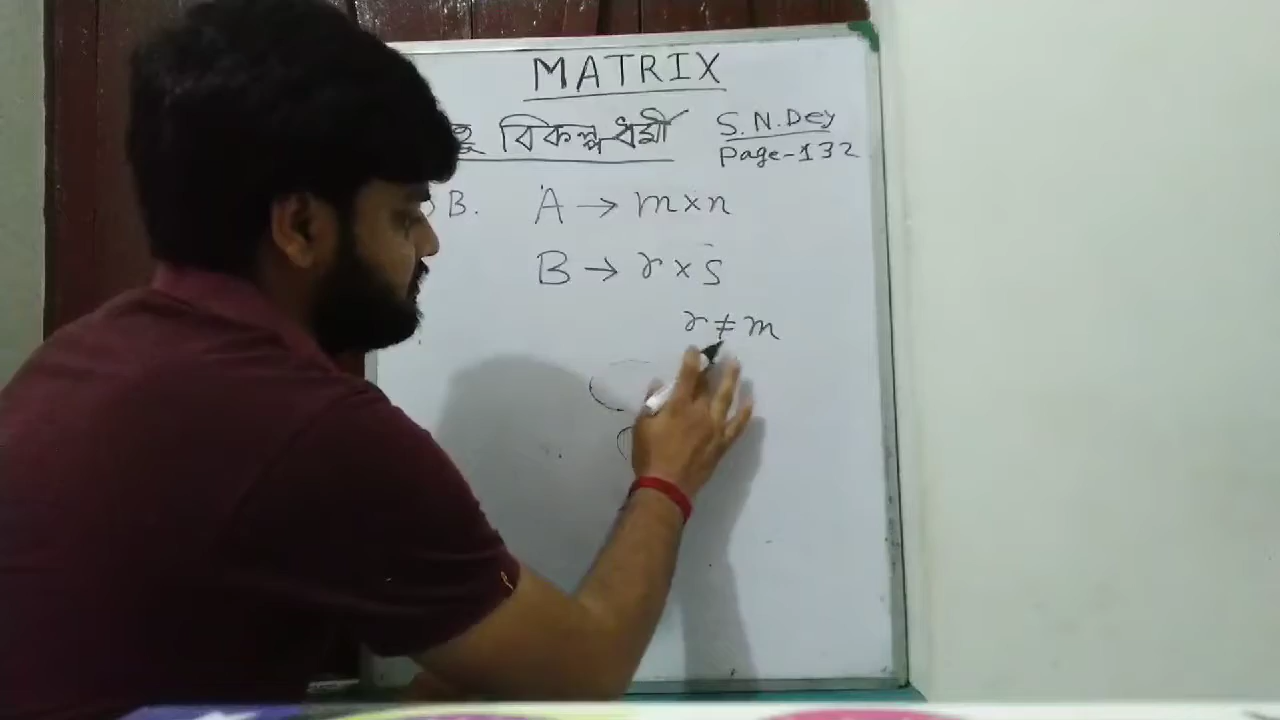 MATRIX
বিকল্পধর্মী S.N.Dey
Page-132
B. A → m×n
B → r×s
r ≠ m